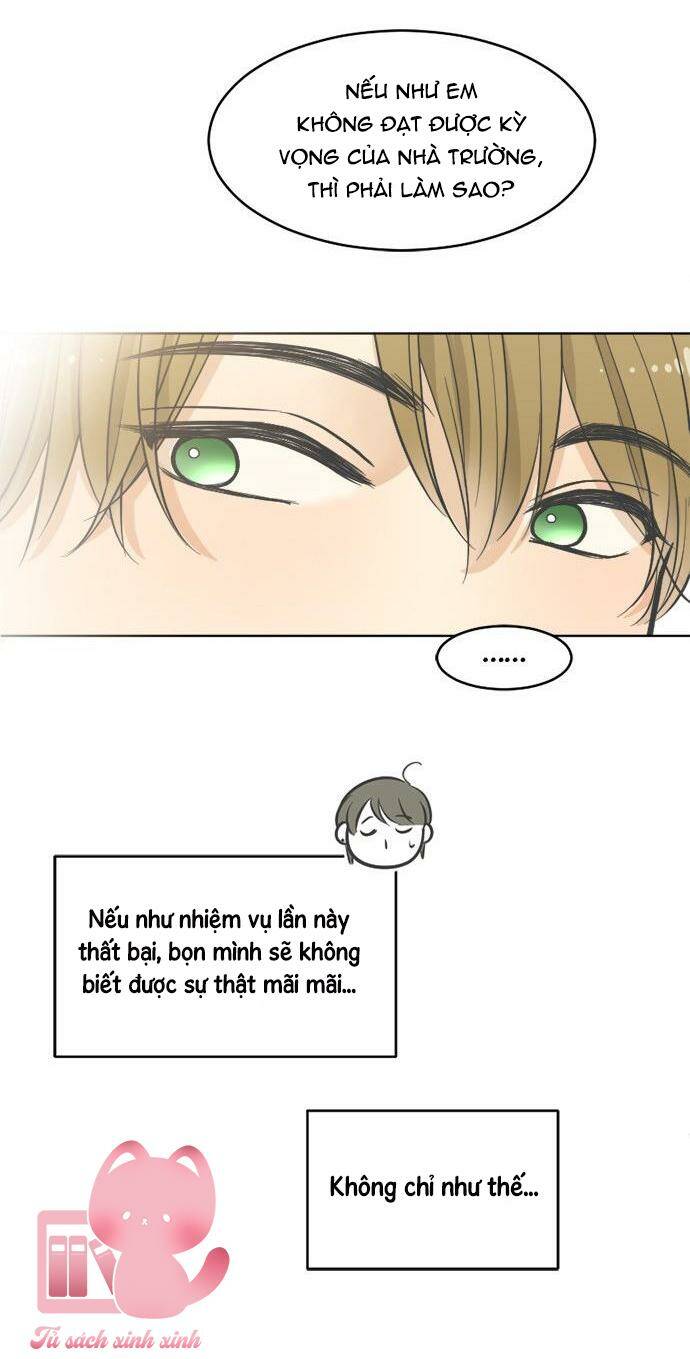 NẾU NHƯ EM
KHÔNG ĐẠT ĐƯỢC KỲ
VỌNG CỦA NHÀ TRƯỜNG,
THÌ PHẢI LÀM SAO?
......
Nếu như nhiệm vụ lần này
thất bại, bọn mình sẽ không
biết được sự thật mãi mãi...
Không chỉ như thế...
Tủ sách xinh xinh